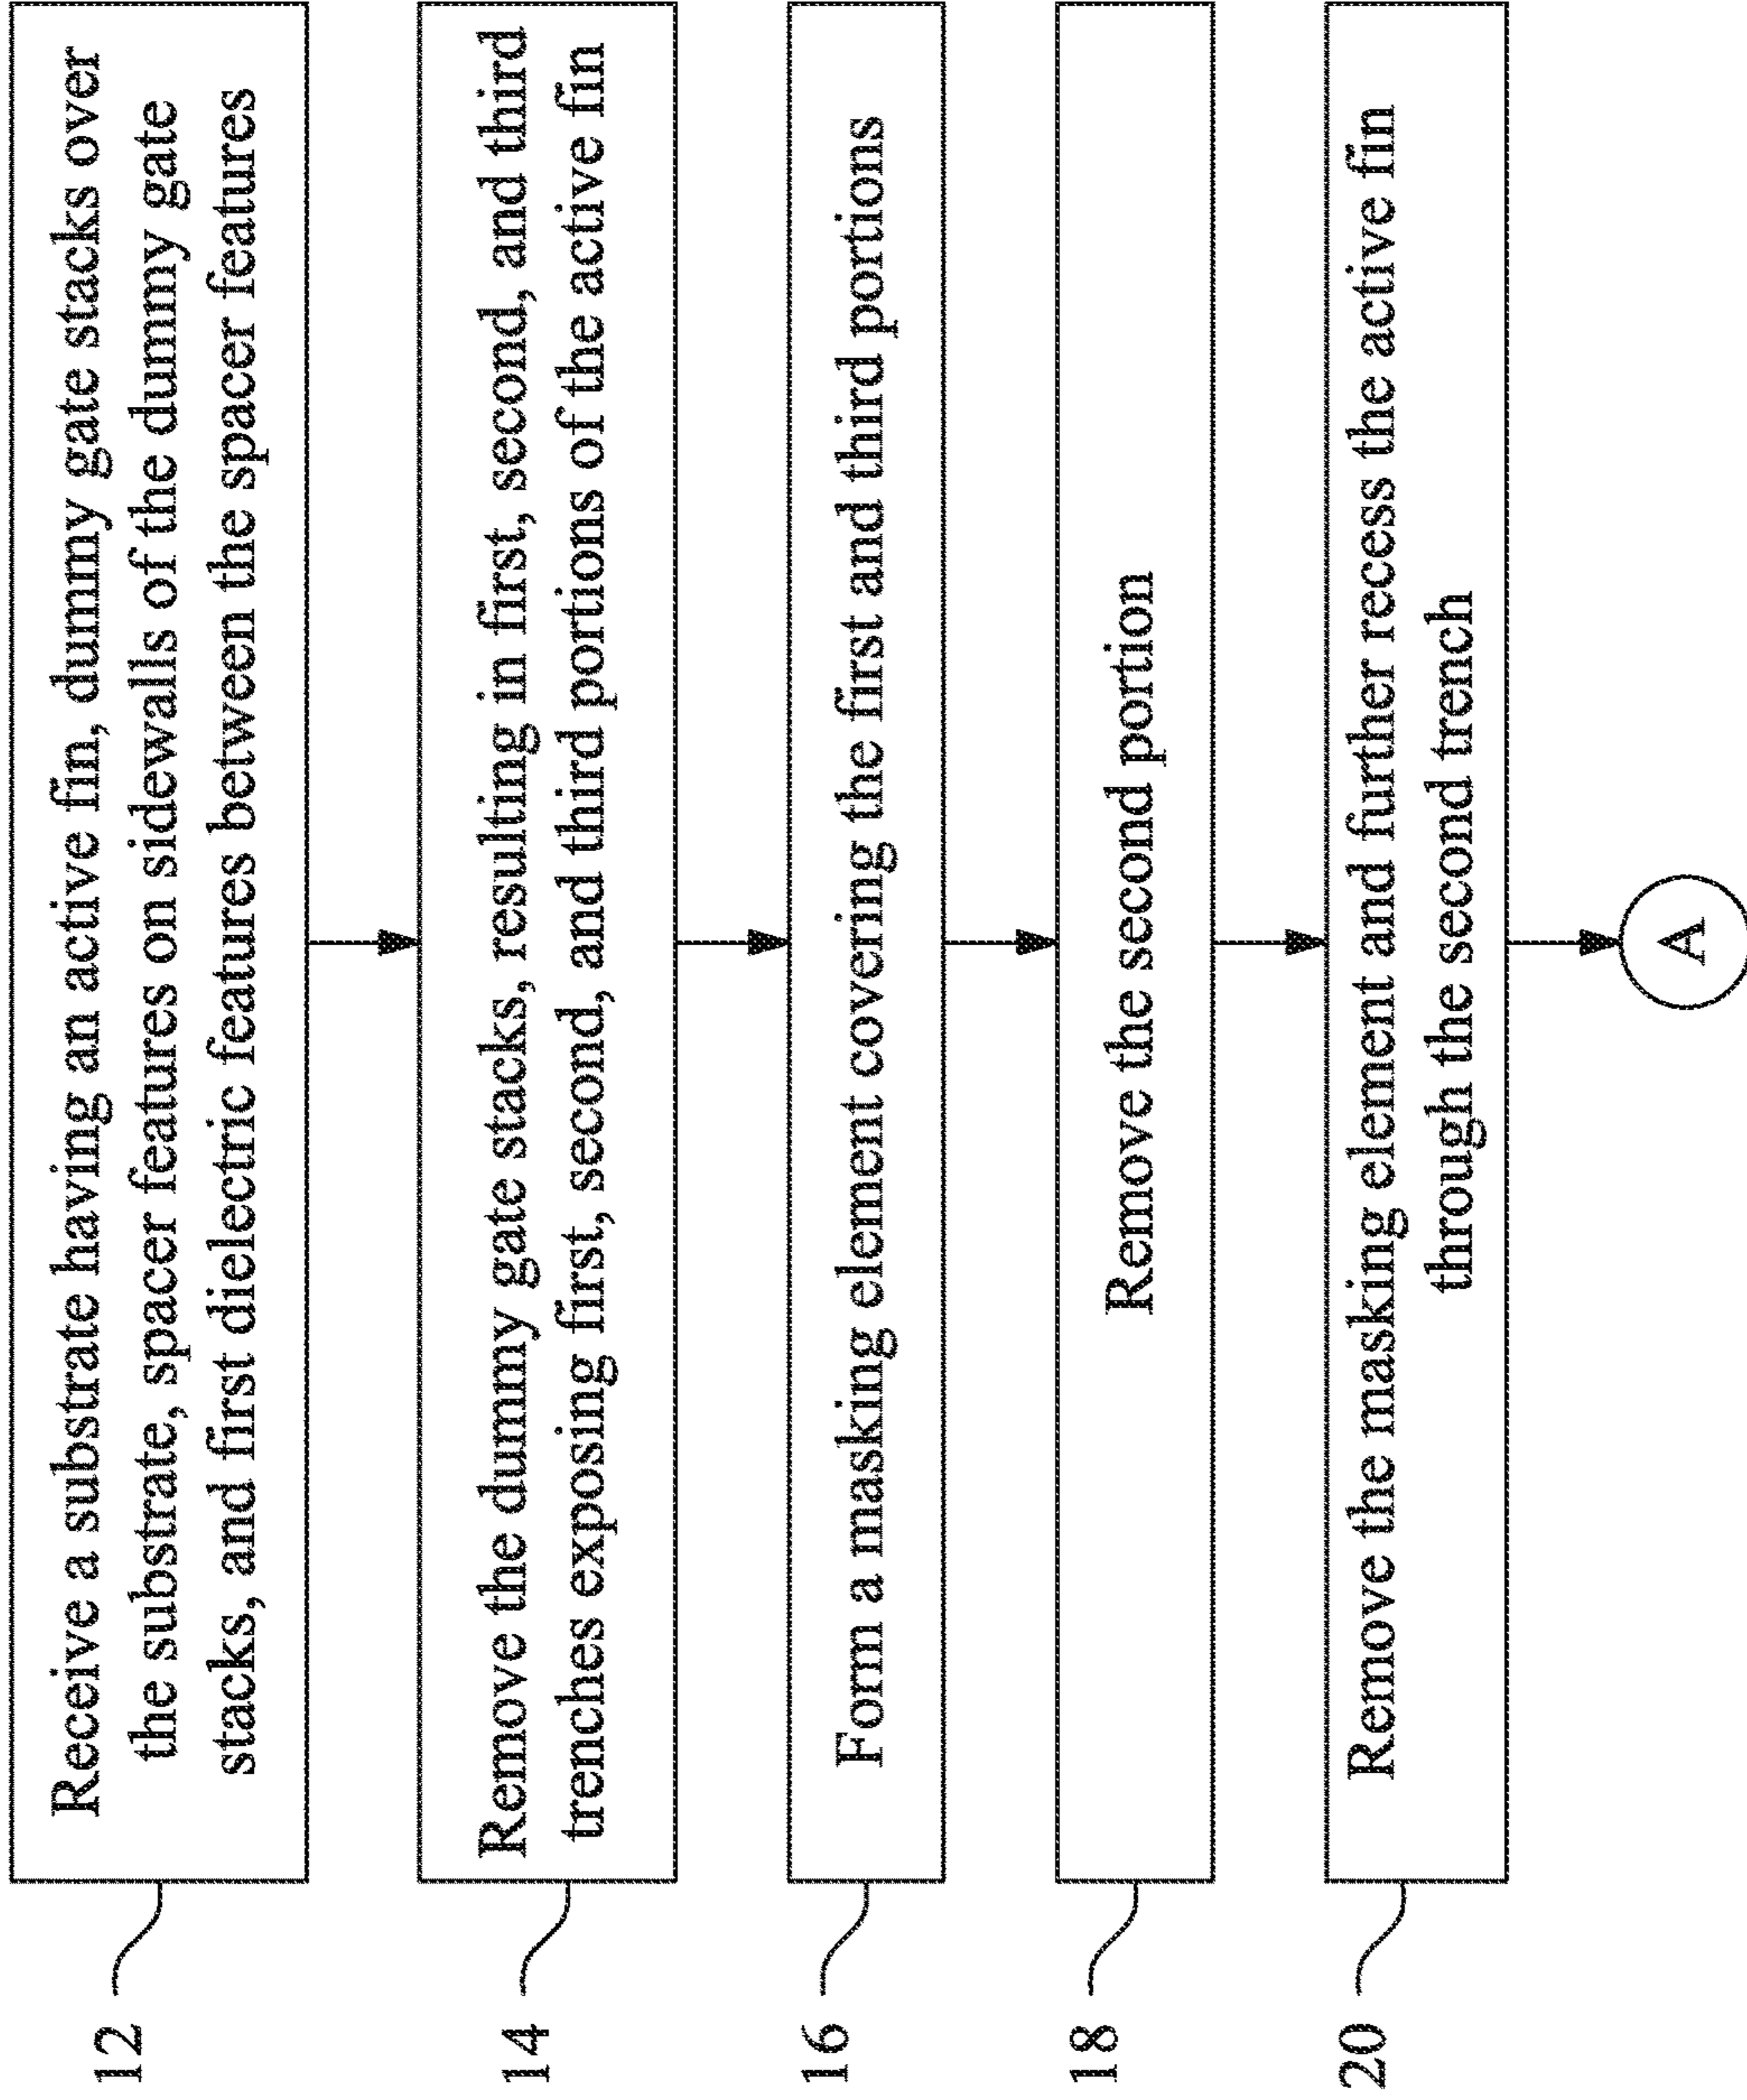 12
Receive a substrate having an active fin, dummy gate stacks over
the substrate, spacer features on sidewalls of the dummy gate
stacks, and first dielectric features between the spacer features
14
Remove the dummy gate stacks, resulting in first, second, and third
trenches exposing first, second, and third portions of the active fin
16
Form a masking element covering the first and third portions
18
Remove the second portion
20
Remove the masking element and further recess the active fin
through the second trench
A